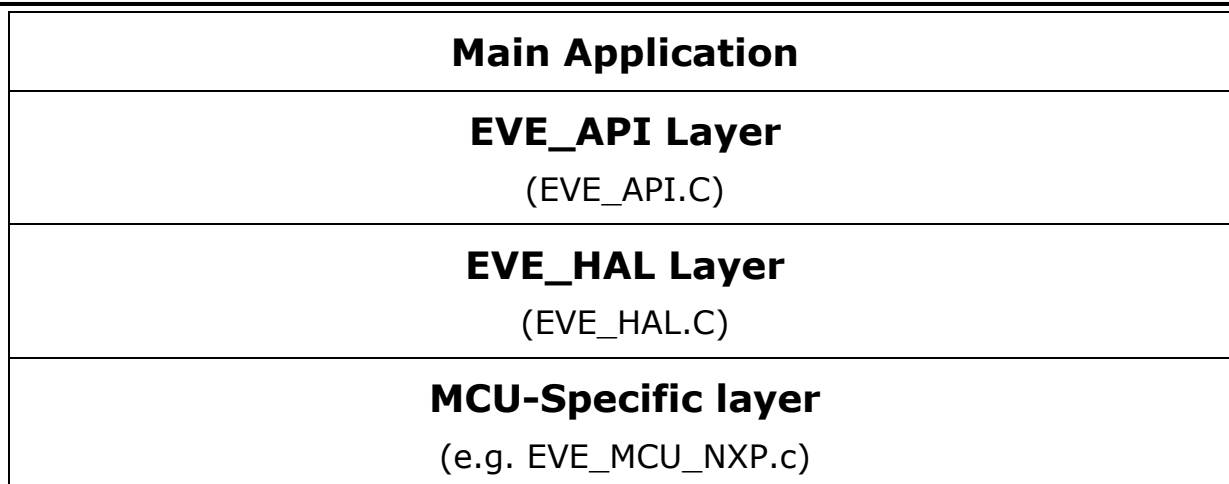 Main Application
EVE_API Layer
(EVE_API.C)
EVE_HAL Layer
(EVE_HAL.C)
MCU-Specific layer
(e.g. EVE_MCU_NXP.c)